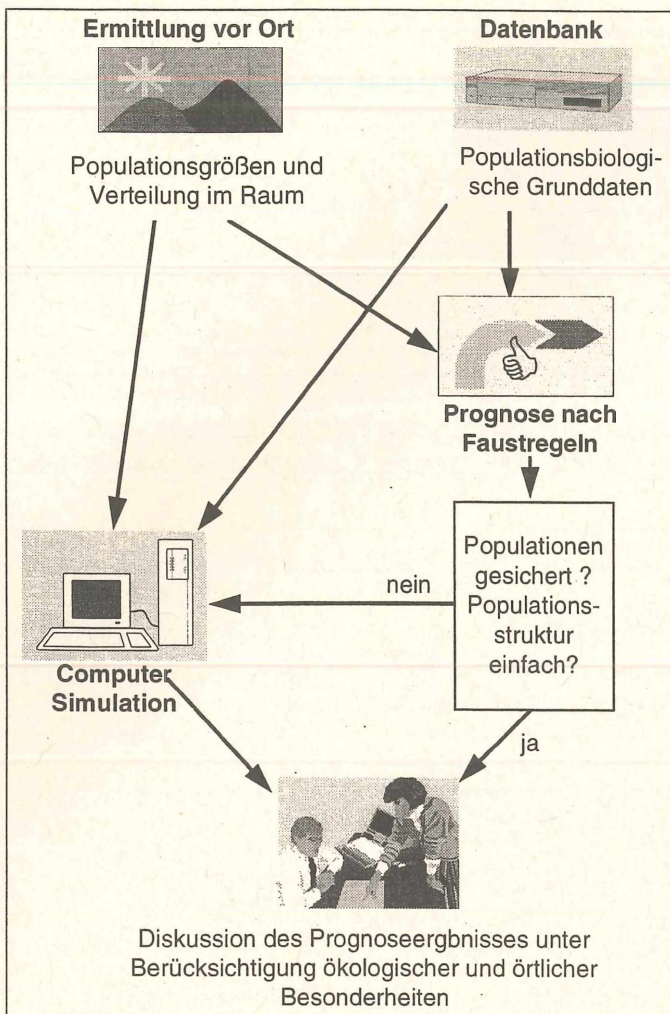 Ermittlung vor Ort
Datenbank
Populationsgrößen und
Verteilung im Raum
Populationsbiologi-
sche Grunddaten
Prognose nach
Faustregeln
Populationen
gesichert ?
Populations-
struktur
einfach?
nein
Computer
Simulation
ja
Diskussion des Prognoseergbnisses unter
Berücksichtigung ökologischer und örtlicher
Besonderheiten